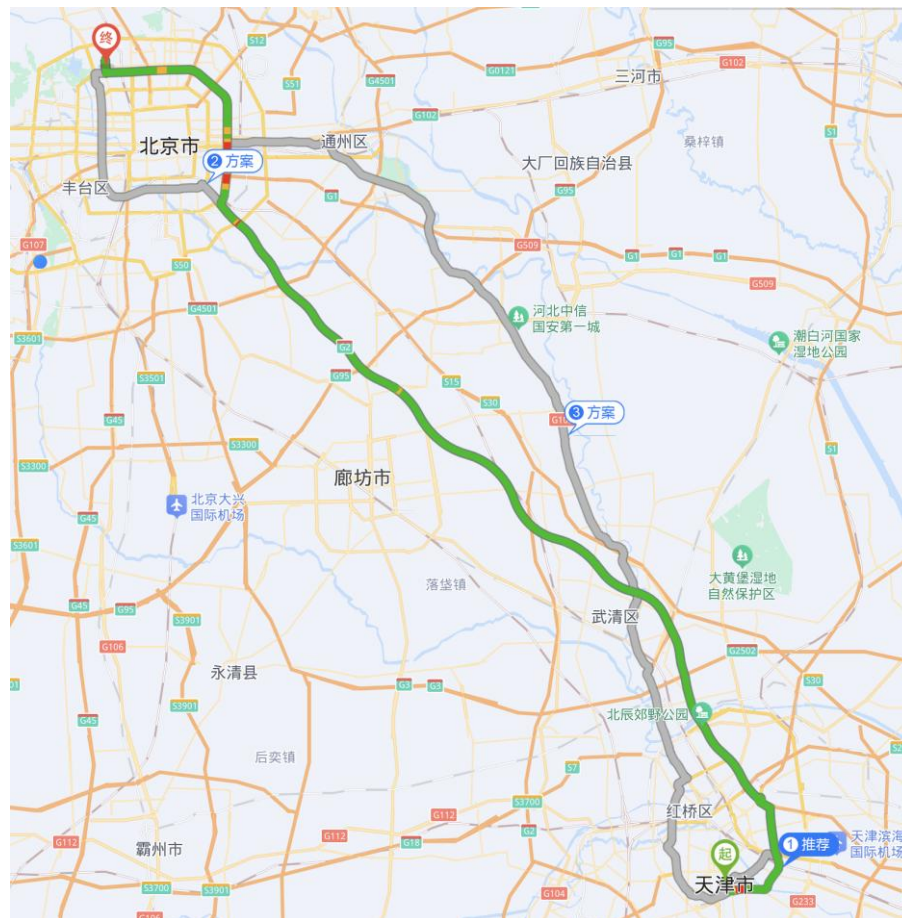 终
S12
G95
G102
G0121
三河市
G4501
S51
G102
S1
北京市
通州区
桑梓镇
② 方案
大厂回族自治县
丰台区
G1
G95
G107
G509
G1
G1
G1
S50
G509
G4501
河北中信
国安第一城
潮白河国家
湿地公园
S3601
G2
G95
S3501
S15
S30
③ 方案
G45
S3300
S3300
S1
S3300
廊坊市
北京大兴
国际机场
G45
S3601
大黄堡湿地
自然保护区
落垡镇
G45
G95
武清区
S3901
G106
G2502
永清县
S30
G3
G3
G45
S3901
北辰郊野公园
后奕镇
S7
红桥区
S3700
G112
G112
G112
G2
G18
霸州市
① 推荐
天津滨海
国际机场
起
天津市
S3700
S3901
G104
G233
G106